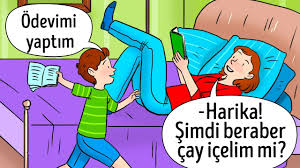 Ödevimi
yaptım
-Harika!
Şimdi beraber
çay içelim mi?